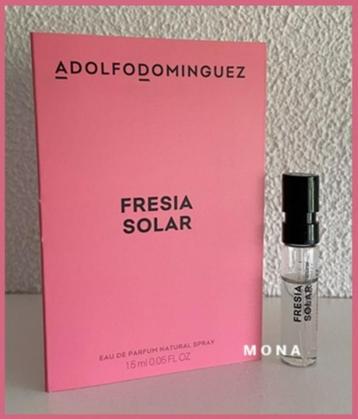 ADOLFODOMINGUEZ
FRESIA
SOLAR
EAU DE PARFUM NATURAL SPRAY
1.5 ml 0.05 FL OZ
FRESIA
SOLAR
MONA